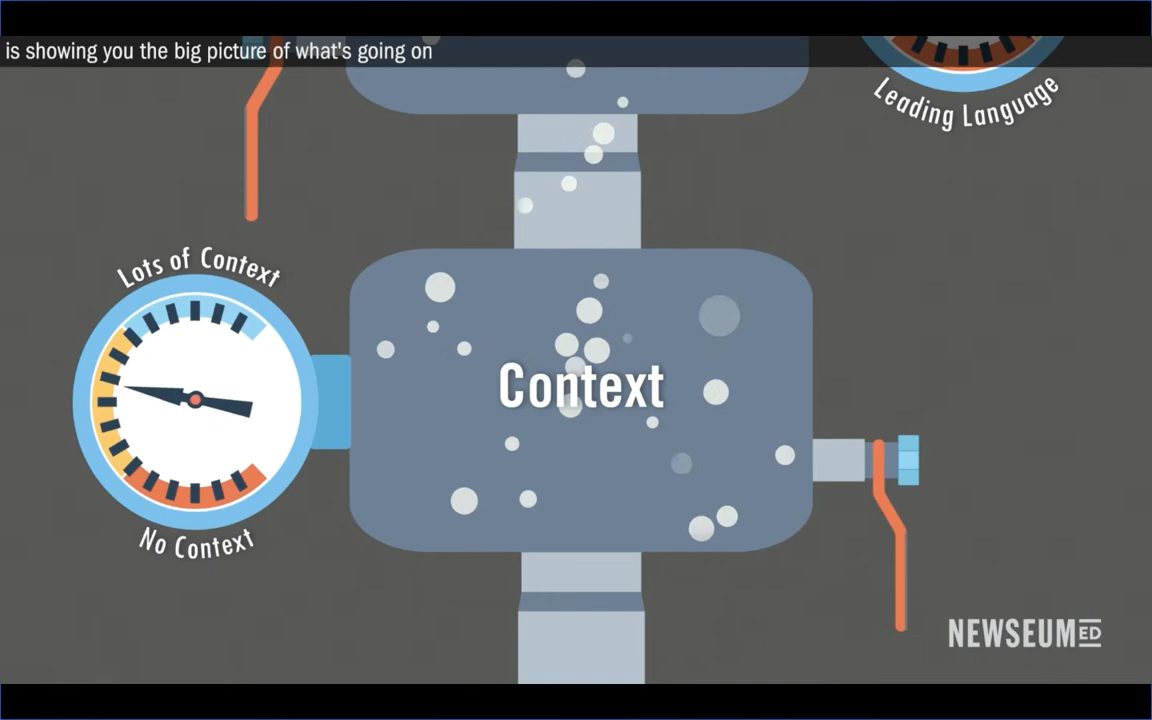 is showing you the big picture of what's going on
Leading Language
Lots of Context
Context
No Context
NEWSEUM ED